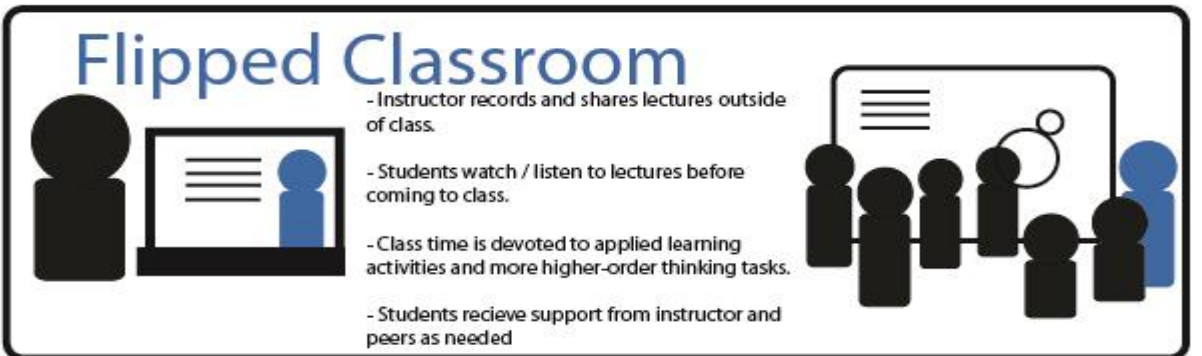 Flipped Classroom
- Instructor records and shares lectures outside
of class.
- Students watch / listen to lectures before
coming to class.
- Class time is devoted to applied learning
activities and more higher-order thinking tasks.
- Students recieve support from instructor and
peers as needed